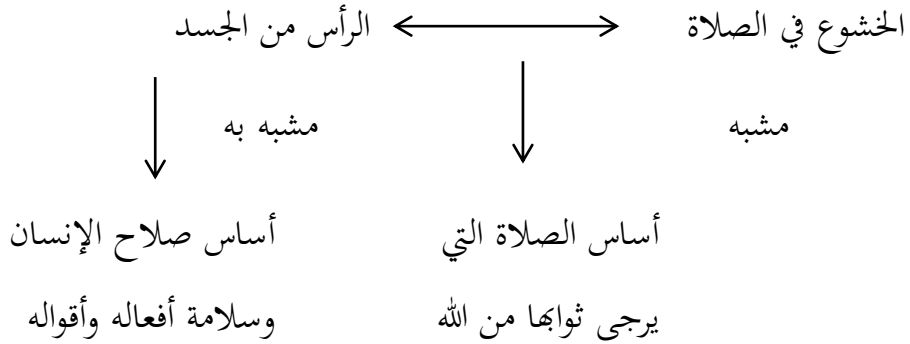 الخشوع في الصلاة الرأس من الجسد
مشبه مشبه به
أساس الصلاة التي أساس صلاح الإنسان
يرجى ثوابها من الله وسلامة أفعاله وأقواله